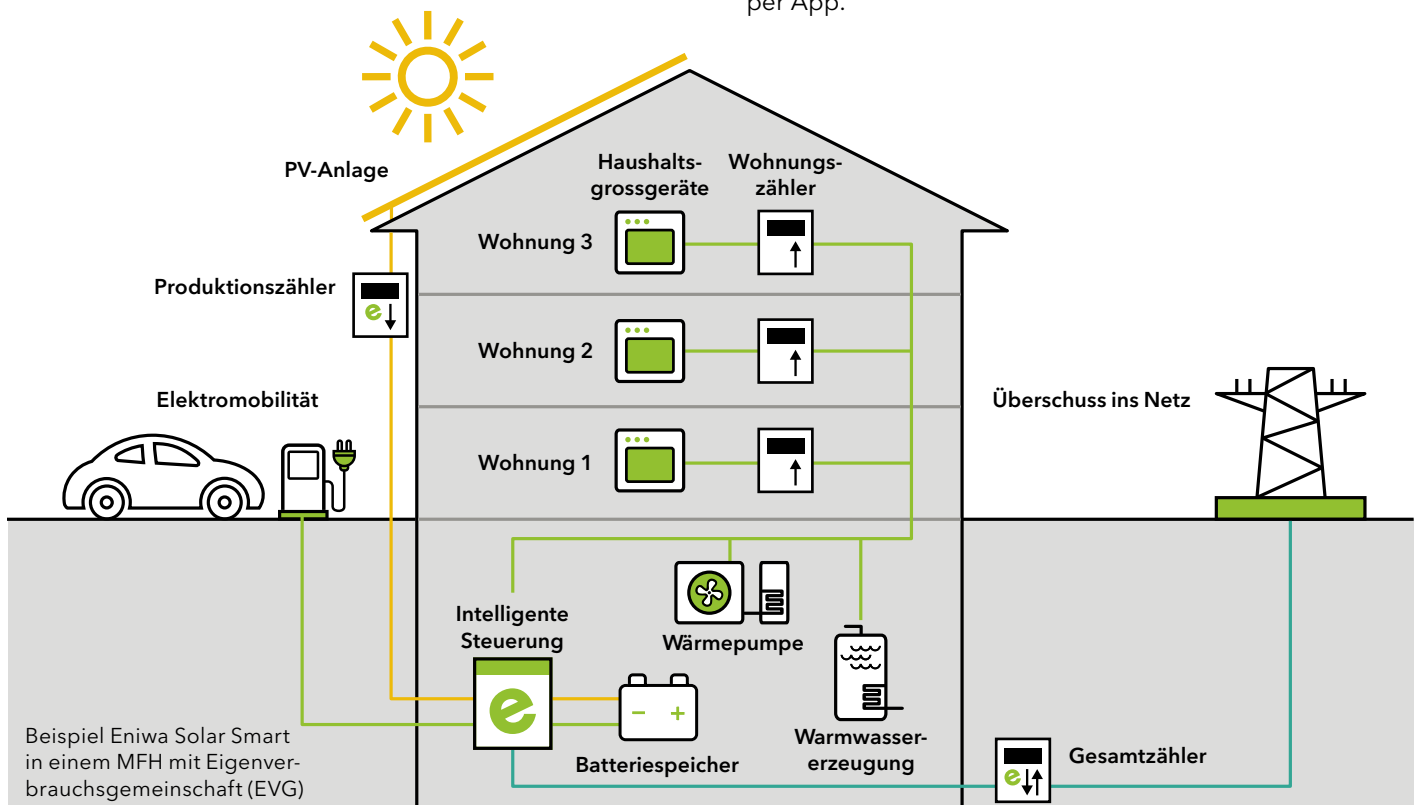 per App.
PV-Anlage
Haushalts-
grossgeräte
Wohnungs-
zähler
Wohnung 3
Produktionszähler
e
Wohnung 2
Elektromobilität
Überschuss ins Netz
Wohnung 1
Intelligente
Steuerung
Wärmepumpe
e
Batteriespeicher
Warmwasser-
erzeugung
Gesamtzähler
e
Beispiel Eniwa Solar Smart
in einem MFH mit Eigenver-
brauchsgemeinschaft (EVG)